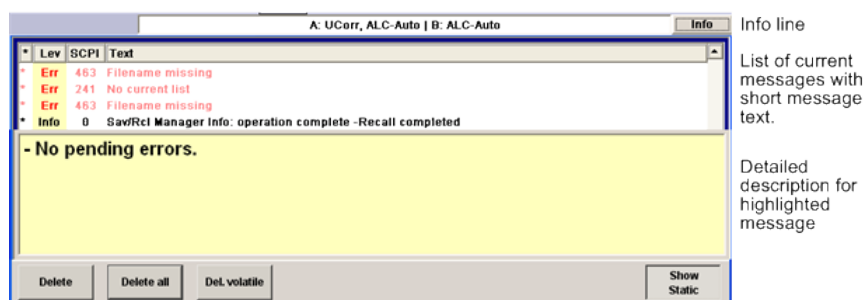 A: UCorr, ALC-Auto | B: ALC-Auto
Info
Info line
* Lev SCPI Text
* Err 463 Filename missing
* Err 241 No current list
* Err 463 Filename missing
* Info 0 Sav/Rcl Manager Info: operation complete -Recall completed
List of current
messages with
short message
text.
- No pending errors.
Detailed
description for
highlighted
message
Delete
Delete all
Del. volatile
Show
Static